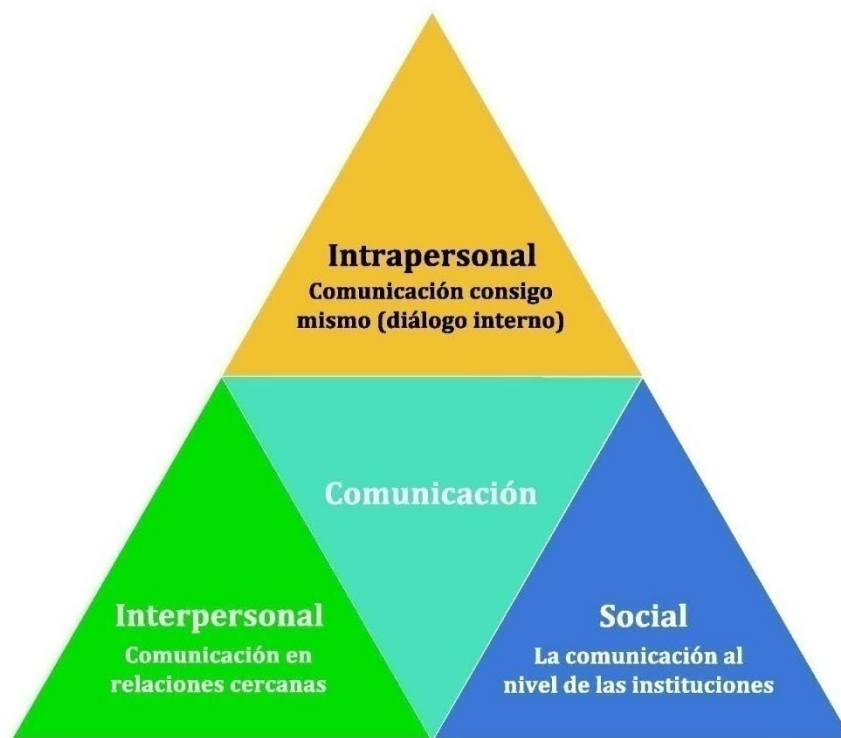 Intrapersonal
Comunicación consigo
mismo (diálogo interno)
Comunicación
Interpersonal
Comunicación en
relaciones cercanas
Social
La comunicación al
nivel de las instituciones